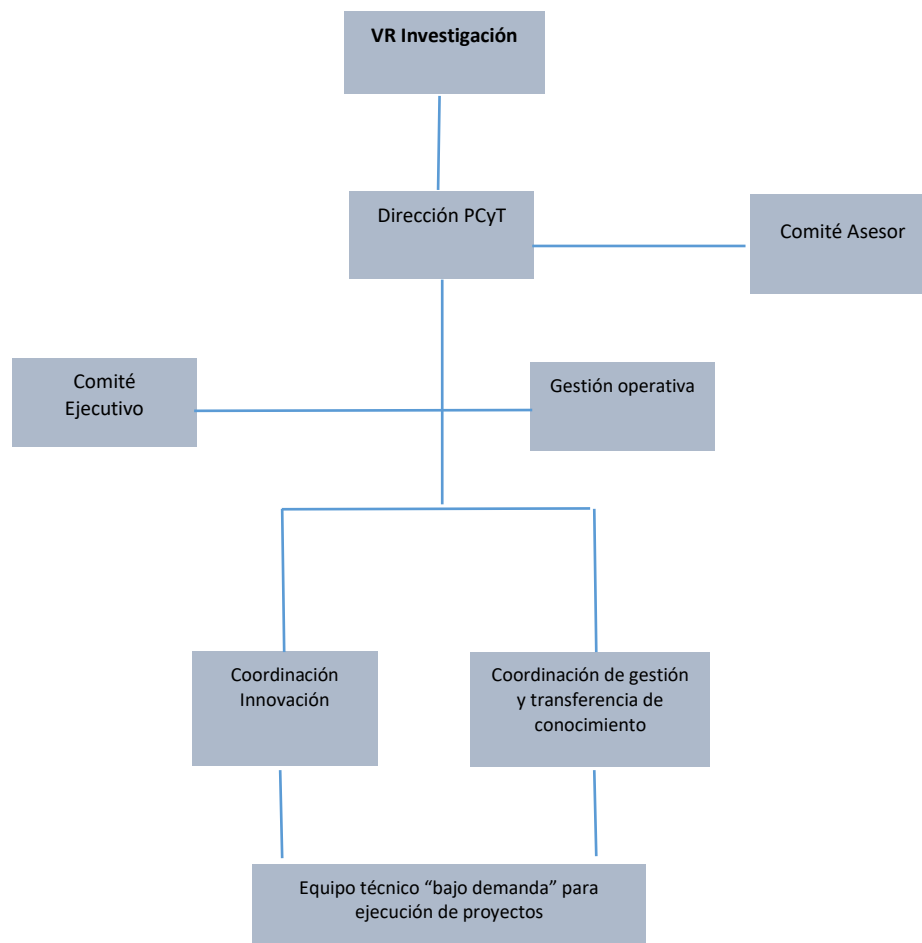 VR Investigación
Dirección PCyT
Comité Asesor
Comité
Ejecutivo
Gestión operativa
Coordinación
Innovación
Coordinación de gestión
y transferencia de
conocimiento
Equipo técnico “bajo demanda” para
ejecución de proyectos